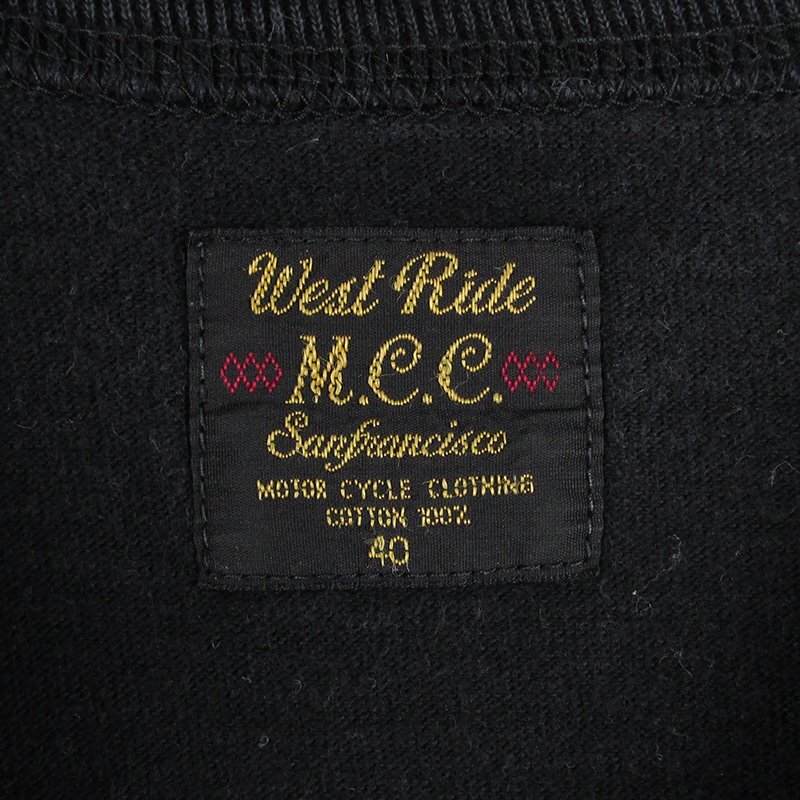 West Ride
M.C.C.
Sanfrancisco
MOTOR CYCLE CLOTHING
COTTON 100%
40